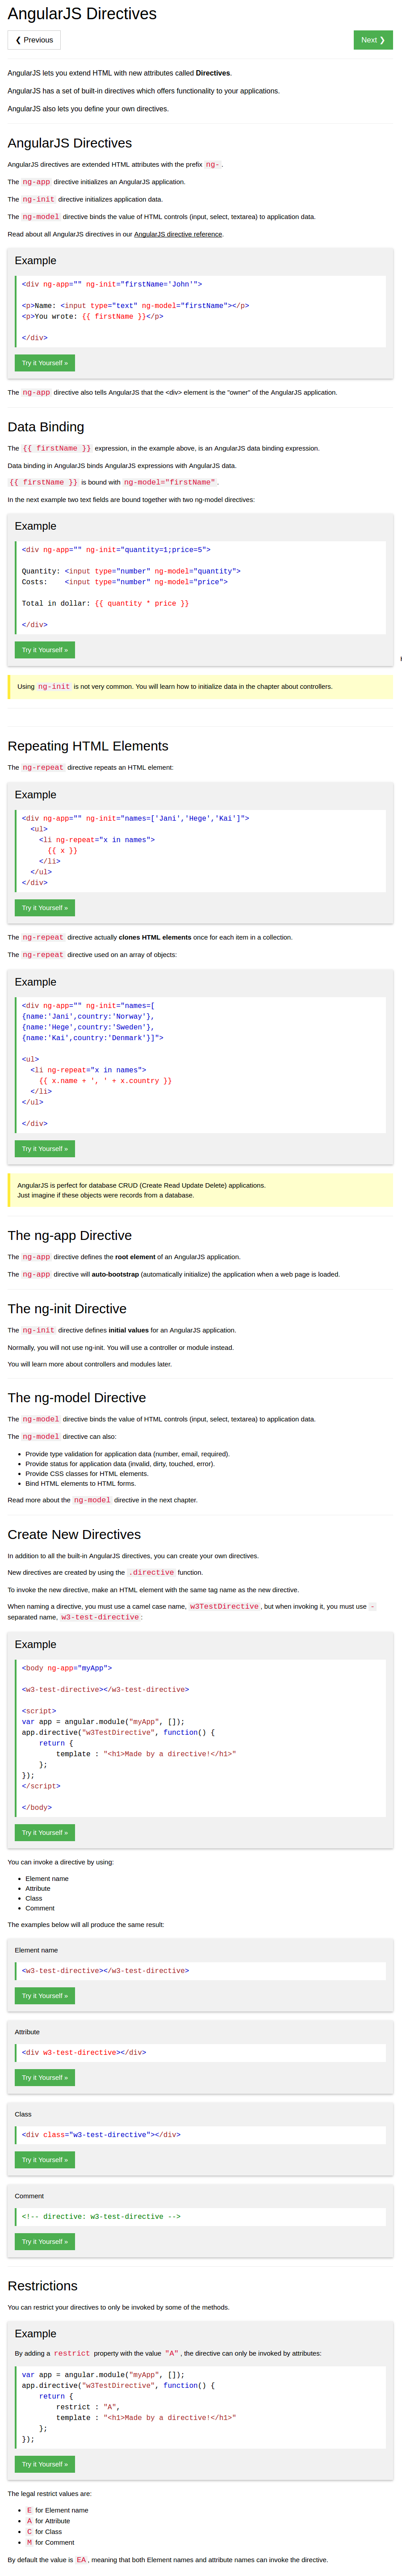 AngularJS Directives
❮ Previous
Next ❯
AngularJS lets you extend HTML with new attributes called Directives.
AngularJS has a set of built-in directives which offers functionality to your applications.
AngularJS also lets you define your own directives.
AngularJS Directives
AngularJS directives are extended HTML attributes with the prefix ng-.
The ng-app directive initializes an AngularJS application.
The ng-init directive initializes application data.
The ng-model directive binds the value of HTML controls (input, select, textarea) to application data.
Read about all AngularJS directives in our AngularJS directive reference.
Example
<div ng-app="" ng-init="firstName='John'">
<p>Name: <input type="text" ng-model="firstName"></p>
<p>You wrote: {{ firstName }}</p>
</div>
Try it Yourself »
The ng-app directive also tells AngularJS that the <div> element is the "owner" of the AngularJS application.
Data Binding
The {{ firstName }} expression, in the example above, is an AngularJS data binding expression.
Data binding in AngularJS binds AngularJS expressions with AngularJS data.
{{ firstName }} is bound with ng-model="firstName".
In the next example two text fields are bound together with two ng-model directives:
Example
<div ng-app="" ng-init="quantity=1;price=5">
Quantity: <input type="number" ng-model="quantity">
Costs:    <input type="number" ng-model="price">
Total in dollar: {{ quantity * price }}
</div>
Try it Yourself »
Using ng-init is not very common. You will learn how to initialize data in the chapter about controllers.
Repeating HTML Elements
The ng-repeat directive repeats an HTML element:
Example
<div ng-app="" ng-init="names=['Jani','Hege','Kai']">
  <ul>
    <li ng-repeat="x in names">
      {{ x }}
    </li>
  </ul>
</div>
Try it Yourself »
The ng-repeat directive actually clones HTML elements once for each item in a collection.
The ng-repeat directive used on an array of objects:
Example
<div ng-app="" ng-init="names=[
{name:'Jani',country:'Norway'},
{name:'Hege',country:'Sweden'},
{name:'Kai',country:'Denmark'}]">
<ul>
  <li ng-repeat="x in names">
    {{ x.name + ', ' + x.country }}
  </li>
</ul>
</div>
Try it Yourself »
AngularJS is perfect for database CRUD (Create Read Update Delete) applications.
Just imagine if these objects were records from a database.
The ng-app Directive
The ng-app directive defines the root element of an AngularJS application.
The ng-app directive will auto-bootstrap (automatically initialize) the application when a web page is loaded.
The ng-init Directive
The ng-init directive defines initial values for an AngularJS application.
Normally, you will not use ng-init. You will use a controller or module instead.
You will learn more about controllers and modules later.
The ng-model Directive
The ng-model directive binds the value of HTML controls (input, select, textarea) to application data.
The ng-model directive can also:
• Provide type validation for application data (number, email, required).
• Provide status for application data (invalid, dirty, touched, error).
• Provide CSS classes for HTML elements.
• Bind HTML elements to HTML forms.
Read more about the ng-model directive in the next chapter.
Create New Directives
In addition to all the built-in AngularJS directives, you can create your own directives.
New directives are created by using the .directive function.
To invoke the new directive, make an HTML element with the same tag name as the new directive.
When naming a directive, you must use a camel case name, w3TestDirective, but when invoking it, you must use -
separated name, w3-test-directive:
Example
<body ng-app="myApp">
<w3-test-directive></w3-test-directive>
<script>
var app = angular.module("myApp", []);
app.directive("w3TestDirective", function() {
    return {
        template : "<h1>Made by a directive!</h1>"
    };
});
</script>
</body>
Try it Yourself »
You can invoke a directive by using:
• Element name
• Attribute
• Class
• Comment
The examples below will all produce the same result:
Element name
<w3-test-directive></w3-test-directive>
Try it Yourself »
Attribute
<div w3-test-directive></div>
Try it Yourself »
Class
<div class="w3-test-directive"></div>
Try it Yourself »
Comment
<!-- directive: w3-test-directive -->
Try it Yourself »
Restrictions
You can restrict your directives to only be invoked by some of the methods.
Example
By adding a restrict property with the value "A", the directive can only be invoked by attributes:
var app = angular.module("myApp", []);
app.directive("w3TestDirective", function() {
    return {
        restrict : "A",
        template : "<h1>Made by a directive!</h1>"
    };
});
Try it Yourself »
The legal restrict values are:
• E for Element name
• A for Attribute
• C for Class
• M for Comment
By default the value is EA, meaning that both Element names and attribute names can invoke the directive.